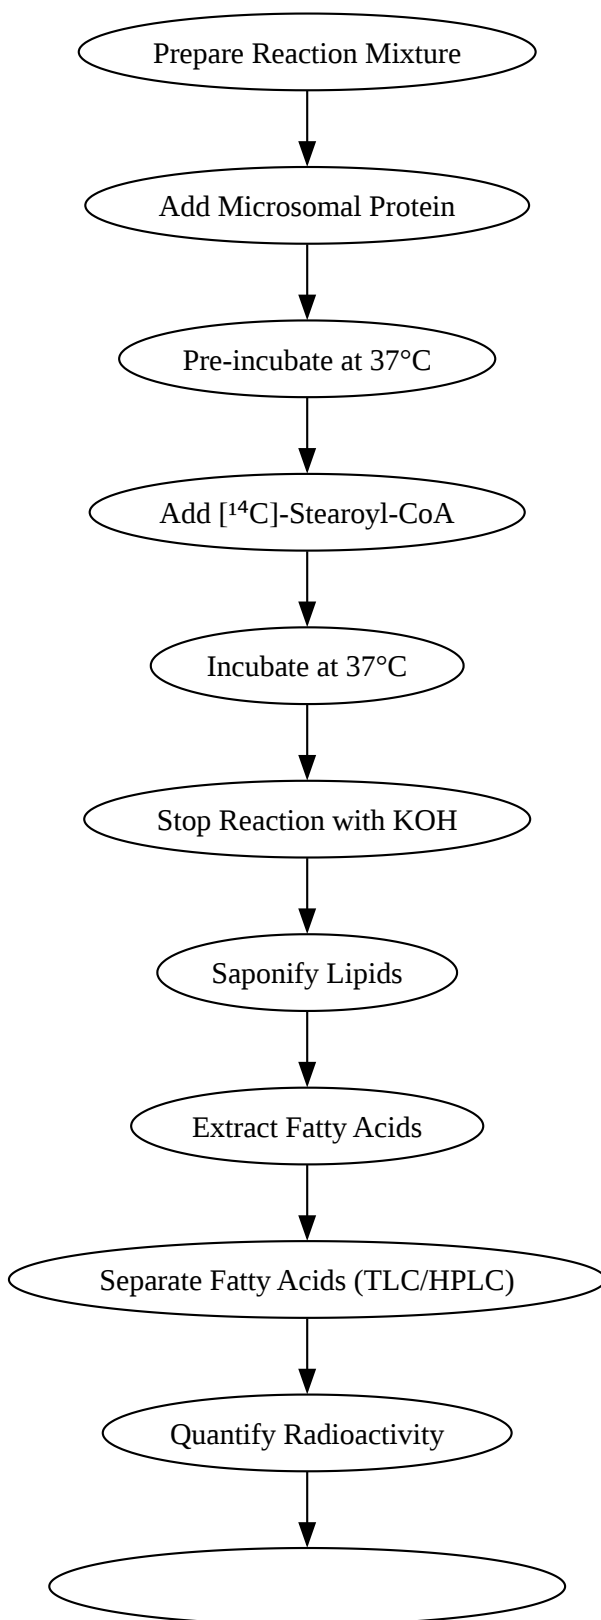 Prepare Reaction Mixture
Add Microsomal Protein
Pre-incubate at 37°C
Add [¹⁴C]-Stearoyl-CoA
Incubate at 37°C
Stop Reaction with KOH
Saponify Lipids
Extract Fatty Acids
Separate Fatty Acids (TLC/HPLC)
Quantify Radioactivity